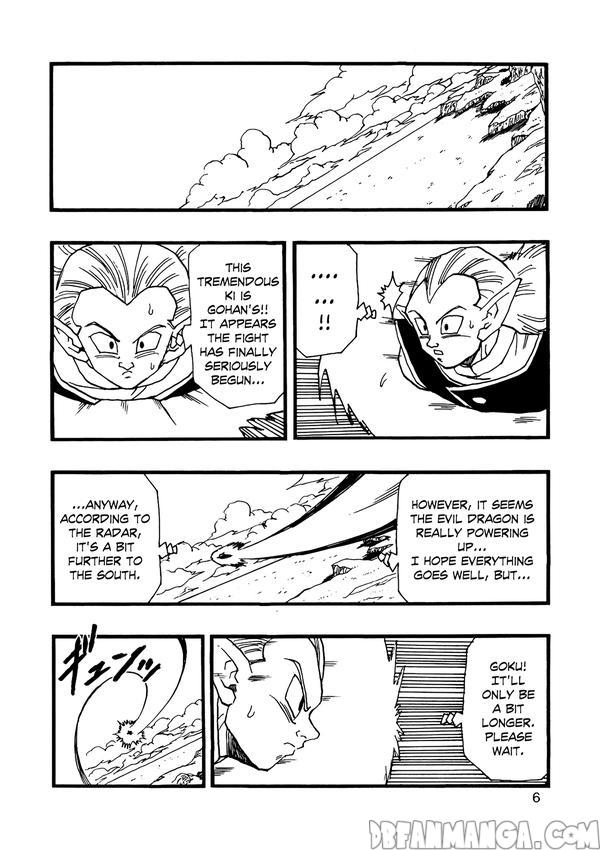 .....
...
!!
THIS
TREMENDOUS
KI IS
GOHAN'S!!
IT APPEARS
THE FIGHT
HAS FINALLY
SERIOUSLY
BEGUN...
HOWEVER, IT SEEMS
THE EVIL DRAGON IS
REALLY POWERING
UP...
I HOPE EVERYTHING
GOES WELL, BUT...
...ANYWAY,
ACCORDING TO
THE RADAR,
IT'S A BIT
FURTHER TO
THE SOUTH.
GOKU!
IT'LL
ONLY BE
A BIT
LONGER.
PLEASE
WAIT.
ギューンッ
6
DBFANMANGA.COM